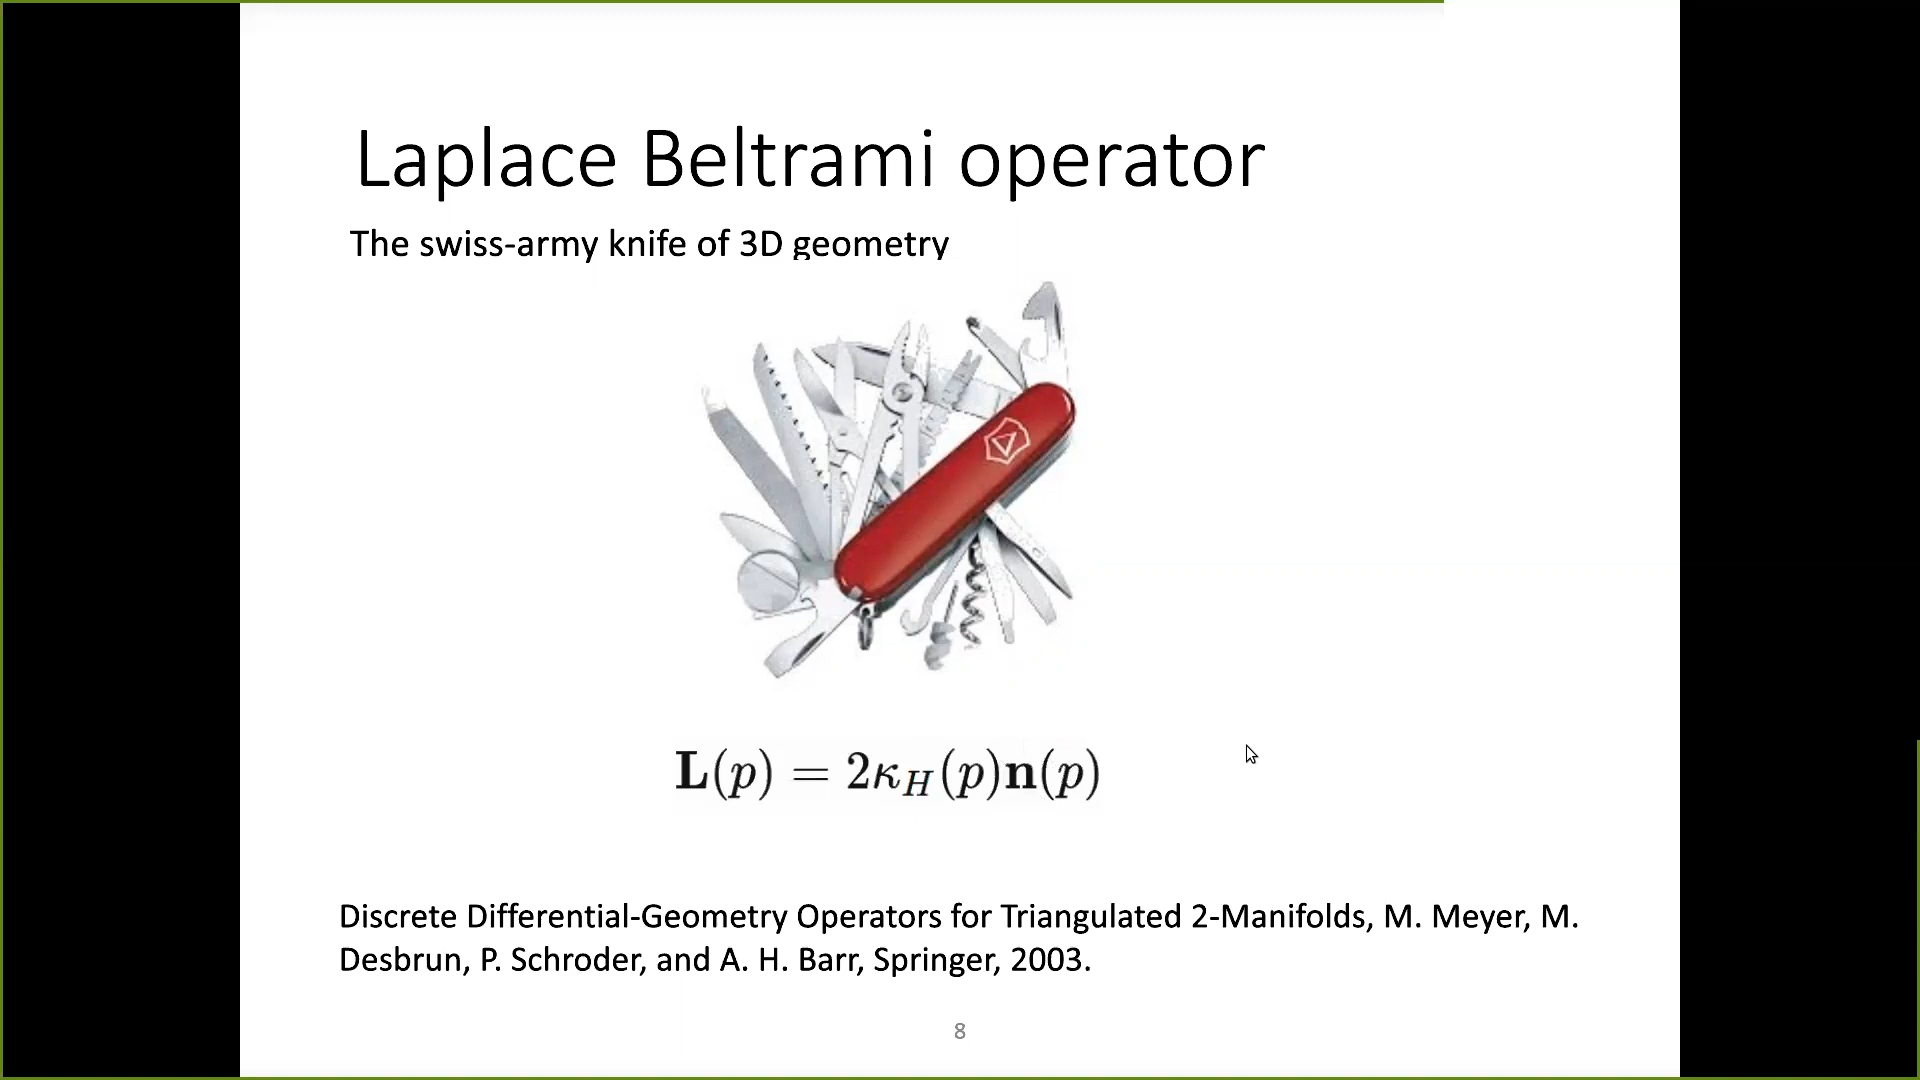 Laplace Beltrami operator
The swiss-army knife of 3D geometry
L(p) = 2κ_H(p)n(p)
Discrete Differential-Geometry Operators for Triangulated 2-Manifolds, M. Meyer, M.
Desbrun, P. Schroder, and A. H. Barr, Springer, 2003.
8